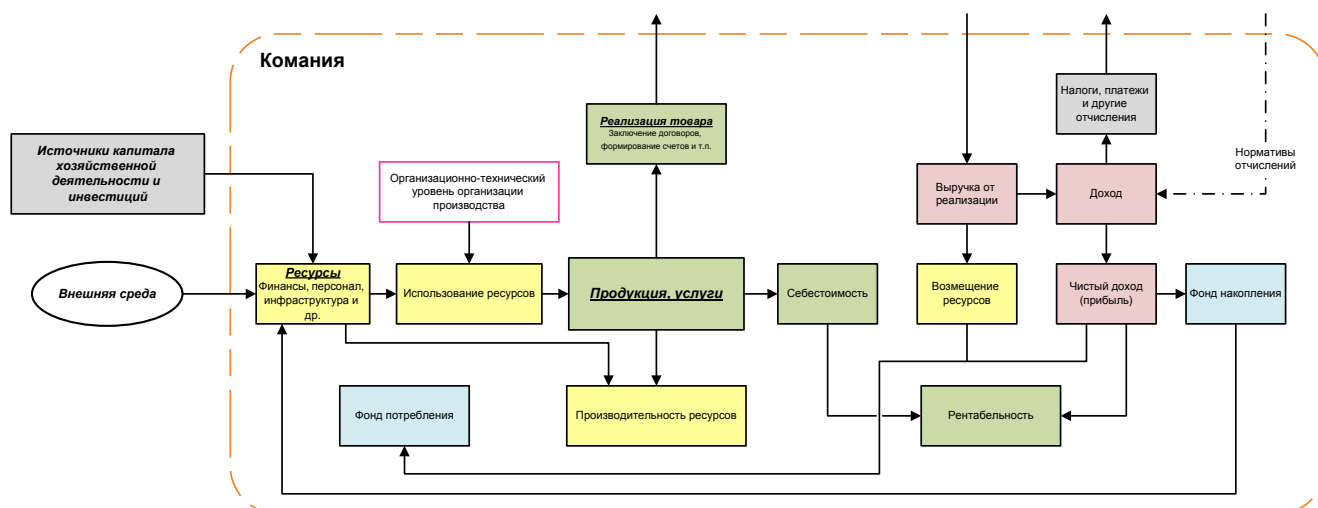 Комания
Налоги, платежи
и другие
отчисления
Реализация товара
Заключение договоров,
формирование счетов и т.п.
Источники капитала
хозяйственной
деятельности и
инвестиций
Нормативы
отчислений
Организационно-технический
уровень организации
производства
Выручка от
реализации
Доход
Внешняя среда
Ресурсы
Финансы, персонал,
инфраструктура и
др.
Использование ресурсов
Продукция, услуги
Себестоимость
Возмещение
ресурсов
Чистый доход
(прибыль)
Фонд накопления
Фонд потребления
Производительность ресурсов
Рентабельность